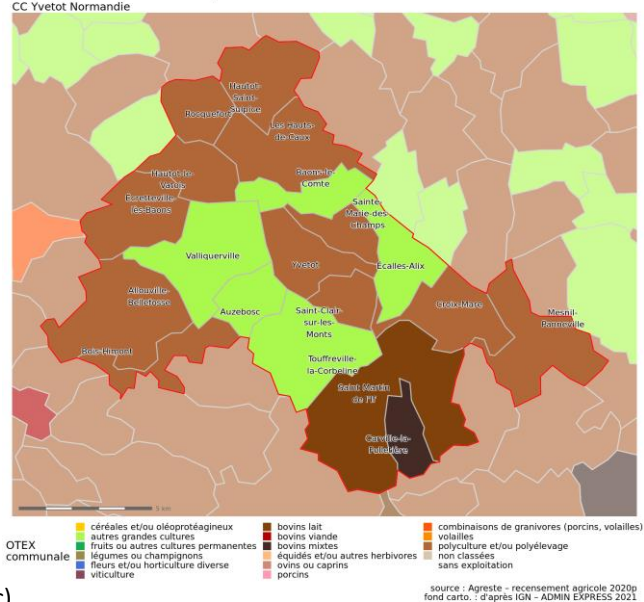 CC Yvetot Normandie
Hautot-
Saint-
Sulpice
Rocquefort
Les Hauts-
de-Caux
Hautot-le-
Vatois
Baons-le-
Comte
Écretteville-
lès-Baons
Sainte-
Marie-des-
Champs
Valliquerville
Yvetot
Écalles-Alix
Allouville-
Bellefosse
Auzebosc
Saint-Clair-
sur-les-
Monts
Croix-Mare
Mesnil-
Panneville
Bois-Himont
Touffreville-
la-Corbeline
Saint Martin
de l'If
Carville-la-
Folletière
5 km
OTEX
communale
céréales et/ou oléoprotéagineux
autres grandes cultures
fruits ou autres cultures permanentes
légumes ou champignons
fleurs et/ou horticulture diverse
viticulture
bovins lait
bovins viande
bovins mixtes
équidés et/ou autres herbivores
ovins ou caprins
porcins
combinaisons de granivores (porcins, volailles)
volailles
polyculture et/ou polyélevage
non classées
sans exploitation
source : Agreste – recensement agricole 2020p
fond carto. : d'après IGN – ADMIN EXPRESS 2021